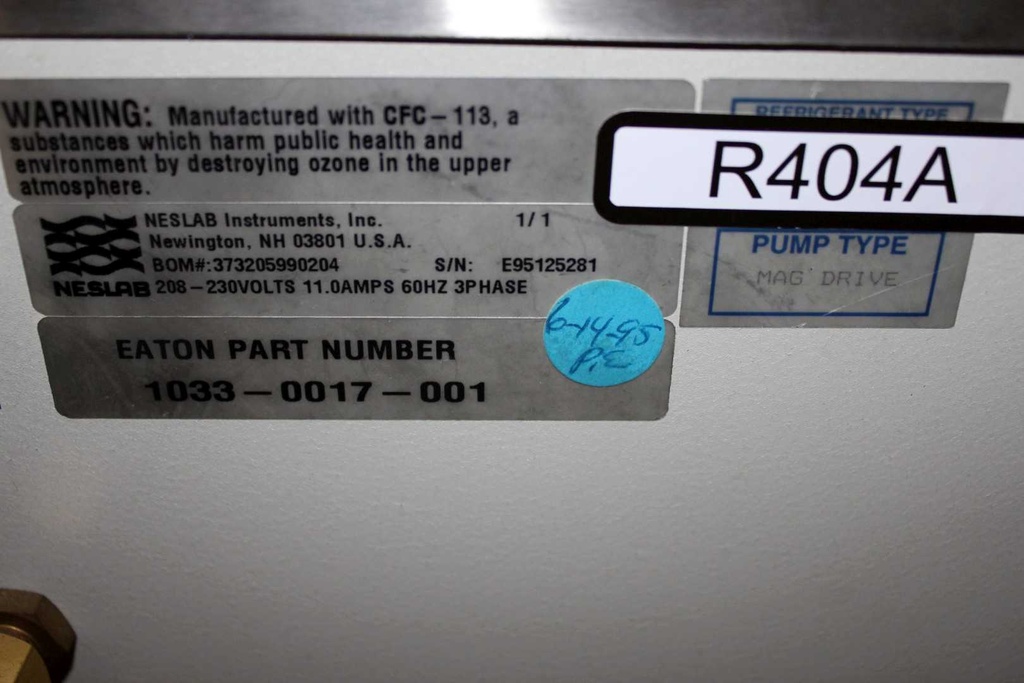 WARNING: Manufactured with CFC-113, a
substances which harm public health and
environment by destroying ozone in the upper
atmosphere.
REFRIGERANT TYPE
R404A
NESLAB Instruments, Inc. 1/1
Newington, NH 03801 U.S.A.
BOM#:373205990204 S/N: E95125281
NESLAB 208-230VOLTS 11.0AMPS 60HZ 3PHASE
PUMP TYPE
MAG DRIVE
6-14-95
P.E
EATON PART NUMBER
1033-0017-001